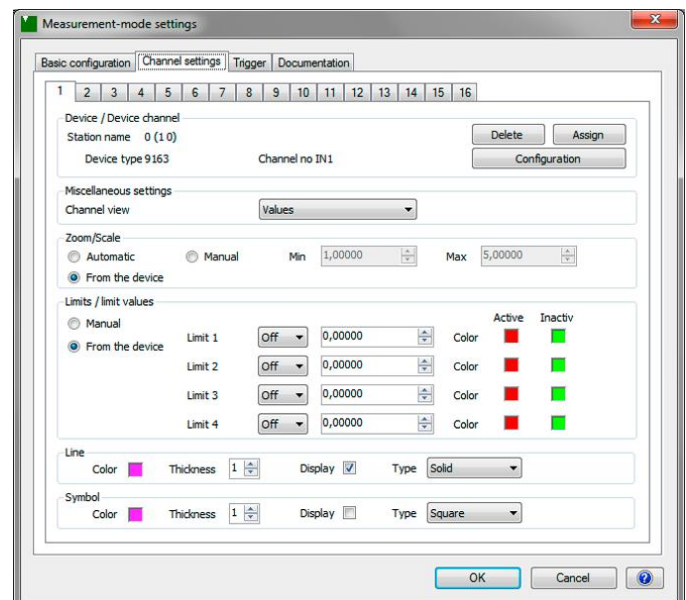 Measurement-mode settings
Basic configuration Channel settings Trigger Documentation
1 2 3 4 5 6 7 8 9 10 11 12 13 14 15 16
Device / Device channel
Station name 0 (1 0) Delete Assign
Device type 9163 Channel no IN1 Configuration
Miscellaneous settings
Channel view Values
Zoom/Scale
Automatic Manual Min 1,00000 Max 5,00000
From the device
Limits / limit values
Active Inactiv
Manual
From the device
Limit 1 Off 0,00000 Color
Limit 2 Off 0,00000 Color
Limit 3 Off 0,00000 Color
Limit 4 Off 0,00000 Color
Line
Color Thickness 1 Display Type Solid
Symbol
Color Thickness 1 Display Type Square
OK Cancel ?